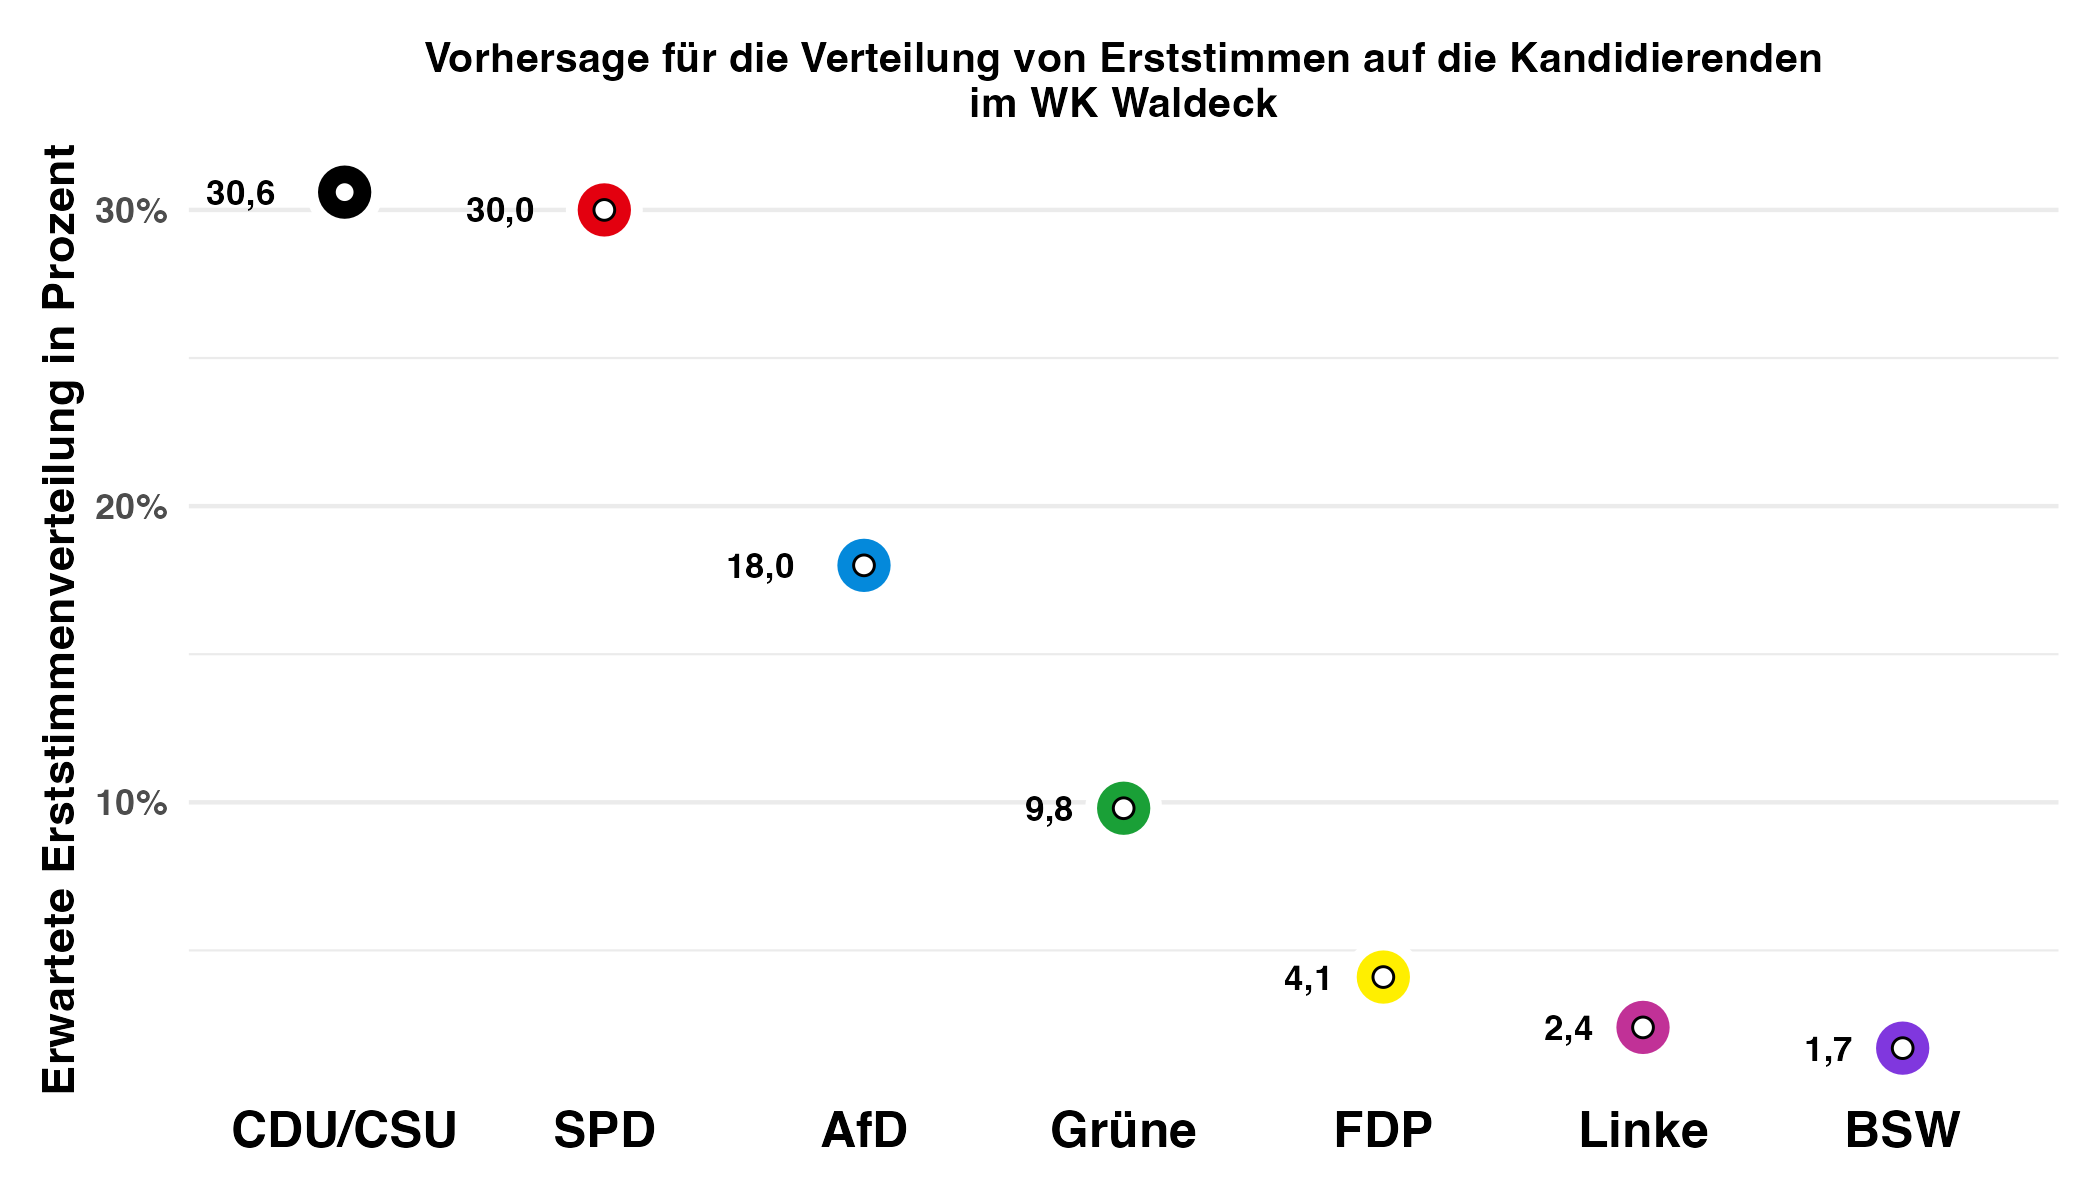 Vorhersage für die Verteilung von Erststimmen auf die Kandidierenden
im WK Waldeck
Erwartete Erststimmenverteilung in Prozent
30%
20%
10%
30,6
30,0
18,0
9,8
4,1
2,4
1,7
CDU/CSU
SPD
AfD
Grüne
FDP
Linke
BSW